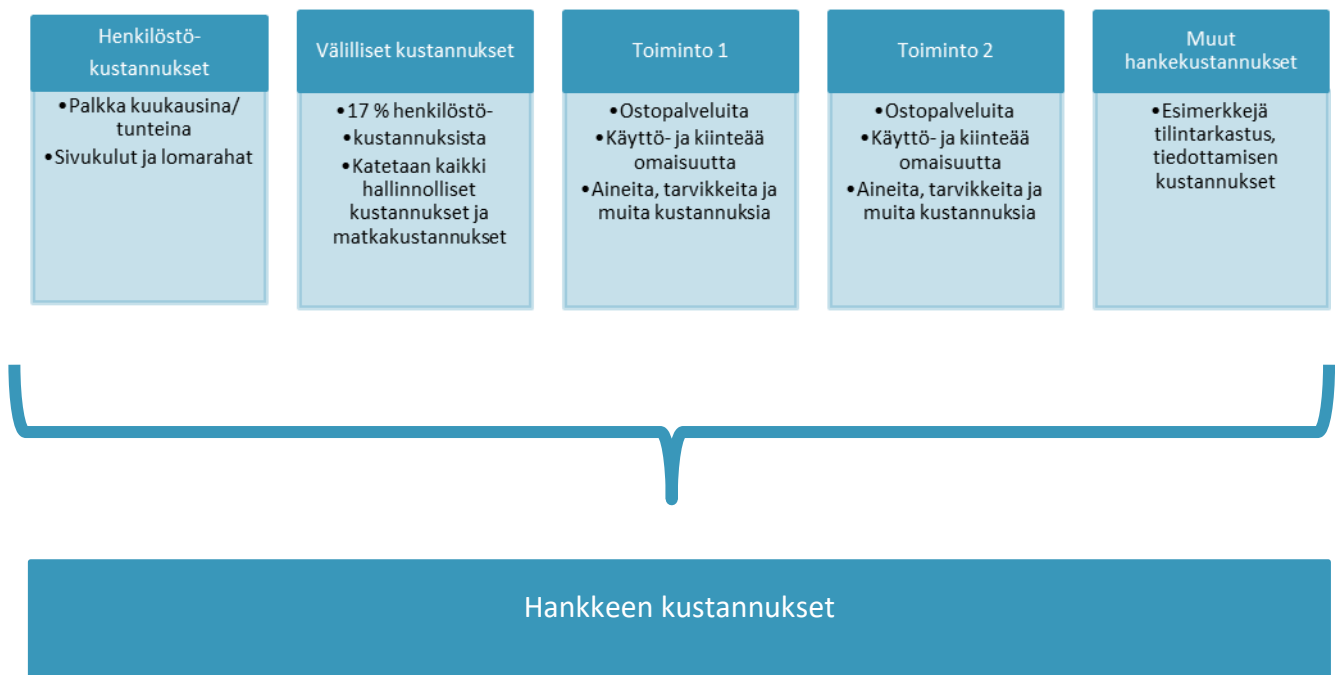 Henkilöstö-
kustannukset
•Palkka kuukausina/
tunteina
•Sivukulut ja lomarahat
Välilliset kustannukset
•17 % henkilöstö-
•kustannuksista
•Katetaan kaikki
hallinnolliset
kustannukset ja
matkakustannukset
Toiminto 1
•Ostopalveluita
•Käyttö- ja kiinteää
omaisuutta
•Aineita, tarvikkeita ja
muita kustannuksia
Toiminto 2
•Ostopalveluita
•Käyttö- ja kiinteää
omaisuutta
•Aineita, tarvikkeita ja
muita kustannuksia
Muut
hankekustannukset
•Esimerkkejä
tilintarkastus,
tiedottamisen
kustannukset
Hankkeen kustannukset